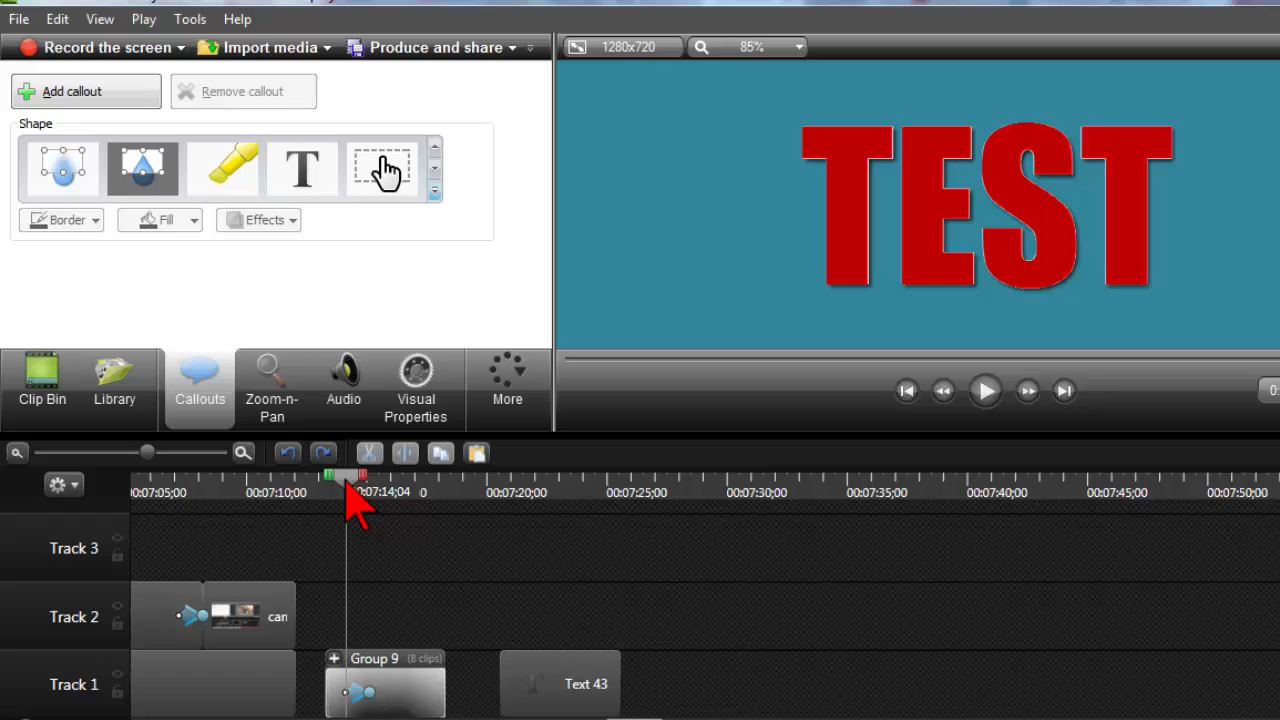 File Edit View Play Tools Help
Record the screen Import media Produce and share 1280x720 85%
Add callout Remove callout
Shape
T
Border Fill Effects
TEST
Clip Bin Library Callouts Zoom-n-Pan Audio Visual Properties More
0:
0:07:05;00 00:07:10;00 0:07:14;04 0 00:07:20;00 00:07:25;00 00:07:30;00 00:07:35;00 00:07:40;00 00:07:45;00 00:07:50;00
Track 3
Track 2 can
Group 9 (8 clips)
Track 1 Text 43